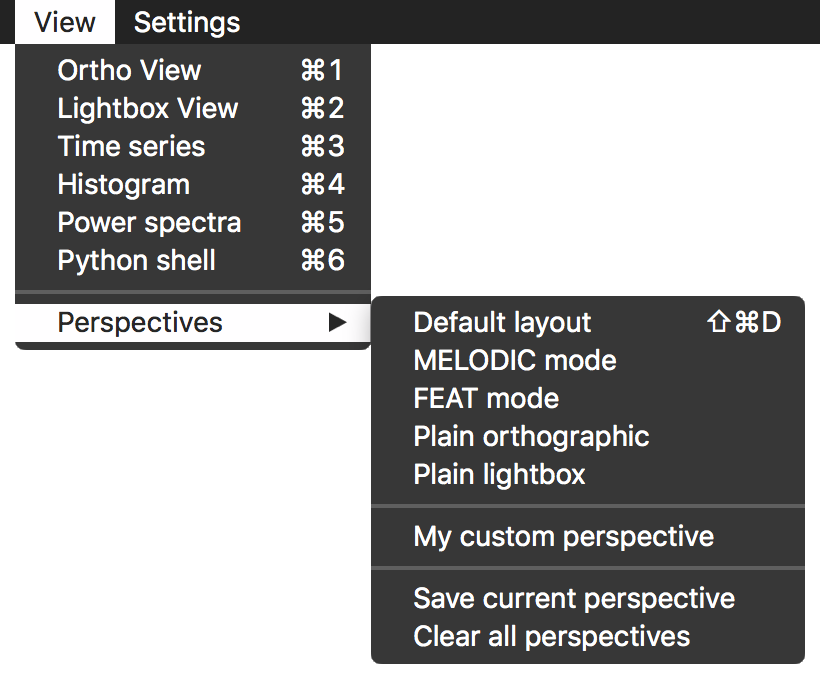 View Settings
Ortho View ⌘1
Lightbox View ⌘2
Time series ⌘3
Histogram ⌘4
Power spectra ⌘5
Python shell ⌘6
Perspectives ▶
Default layout ⇧⌘D
MELODIC mode
FEAT mode
Plain orthographic
Plain lightbox
My custom perspective
Save current perspective
Clear all perspectives